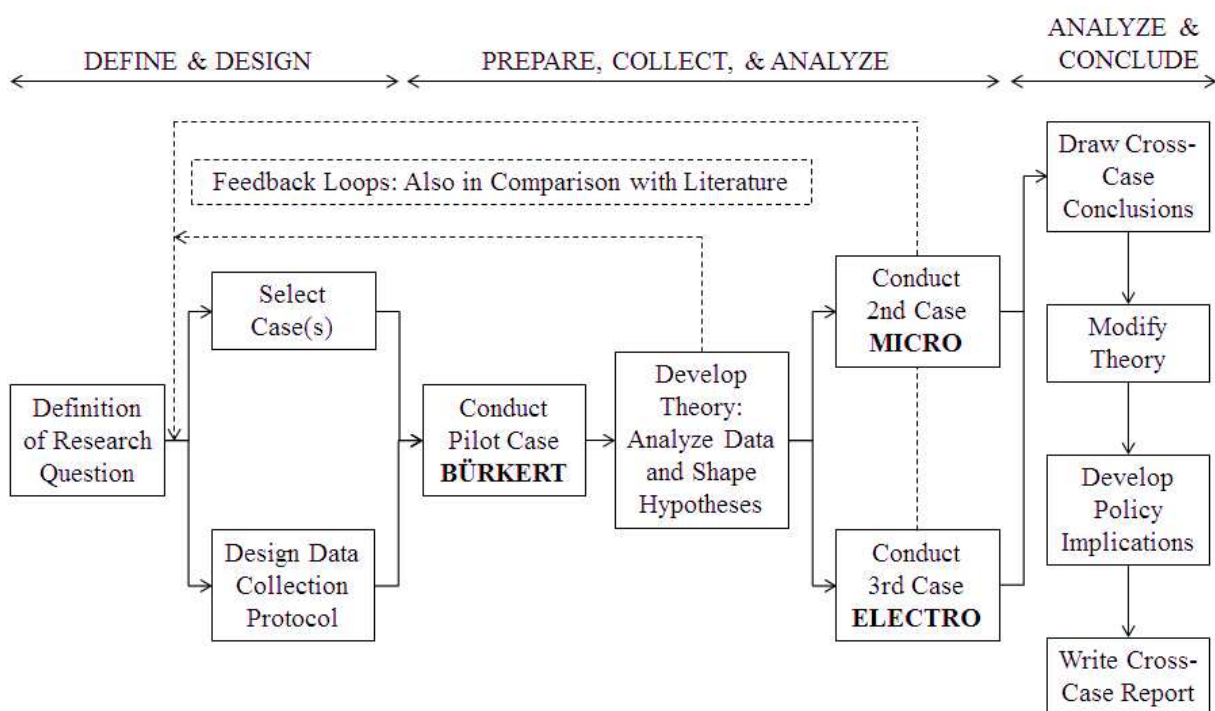 DEFINE & DESIGN
PREPARE, COLLECT, & ANALYZE
ANALYZE &
CONCLUDE
Feedback Loops: Also in Comparison with Literature
Definition
of Research
Question
Select
Case(s)
Design Data
Collection
Protocol
Conduct
Pilot Case
BÜRKERT
Develop
Theory:
Analyze Data
and Shape
Hypotheses
Conduct
2nd Case
MICRO
Conduct
3rd Case
ELECTRO
Draw Cross-
Case
Conclusions
Modify
Theory
Develop
Policy
Implications
Write Cross-
Case Report